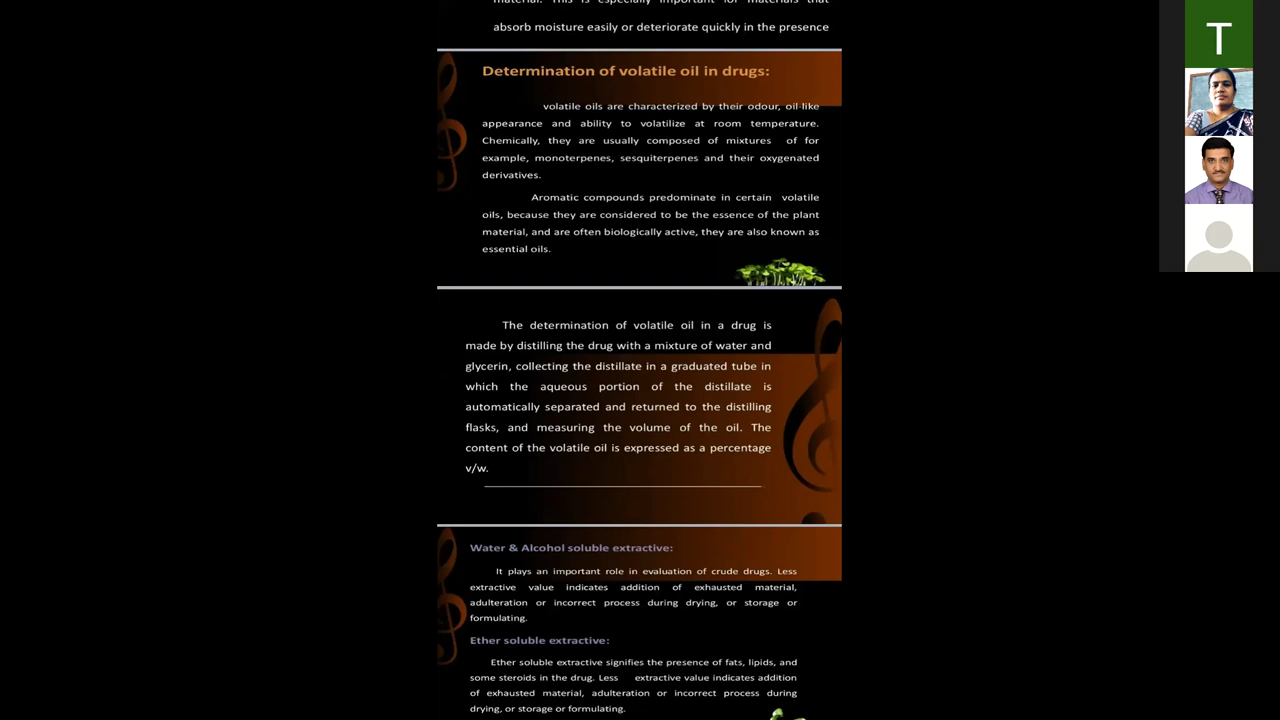 material. This is especially important for materials that
absorb moisture easily or deteriorate quickly in the presence
Determination of volatile oil in drugs:
volatile oils are characterized by their odour, oil-like
appearance and ability to volatilize at room temperature.
Chemically, they are usually composed of mixtures of for
example, monoterpenes, sesquiterpenes and their oxygenated
derivatives.
Aromatic compounds predominate in certain volatile
oils, because they are considered to be the essence of the plant
material, and are often biologically active, they are also known as
essential oils.
The determination of volatile oil in a drug is
made by distilling the drug with a mixture of water and
glycerin, collecting the distillate in a graduated tube in
which the aqueous portion of the distillate is
automatically separated and returned to the distilling
flasks, and measuring the volume of the oil. The
content of the volatile oil is expressed as a percentage
v/w.
Water & Alcohol soluble extractive:
It plays an important role in evaluation of crude drugs. Less
extractive value indicates addition of exhausted material,
adulteration or incorrect process during drying, or storage or
formulating.
Ether soluble extractive:
Ether soluble extractive signifies the presence of fats, lipids, and
some steroids in the drug. Less extractive value indicates addition
of exhausted material, adulteration or incorrect process during
drying, or storage or formulating.
T